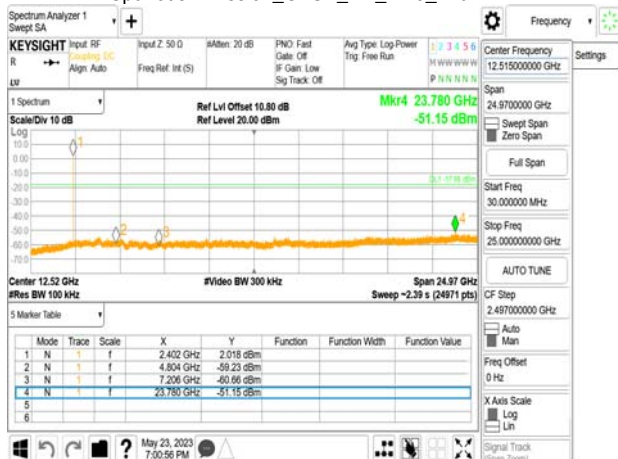 Spectrum Analyzer 1
Swept SA
Frequency
Settings
KEYSIGHT
R
LXI
Input: RF
Coupling: DC
Align: Auto
Input Z: 50 Ω
Freq Ref: Int (S)
#Atten: 20 dB
PNO: Fast
Gate: Off
IF Gain: Low
Sig Track: Off
Avg Type: Log-Power
Trig: Free Run
1 2 3 4 5 6
M W W W W W
P N N N N N
1 Spectrum
Scale/Div 10 dB
Log
Ref Lvl Offset 10.80 dB
Ref Level 20.00 dBm
Mkr4 23.780 GHz
-51.15 dBm
10.0
0.00
-10.0
-20.0
-30.0
-40.0
-50.0
-60.0
-70.0
1
2
3
4
Center 12.52 GHz
#Res BW 100 kHz
#Video BW 300 kHz
Span 24.97 GHz
Sweep ~2.39 s (24971 pts)
5 Marker Table
Mode Trace Scale X Y Function Function Width Function Value
1 N 1 f 2.402 GHz 2.018 dBm
2 N 1 f 4.804 GHz -59.23 dBm
3 N 1 f 7.206 GHz -60.66 dBm
4 N 1 f 23.780 GHz -51.15 dBm
5
6
?
May 23, 2023
7:00:56 PM
Center Frequency
12.515000000 GHz
Span
24.9700000 GHz
Swept Span
Zero Span
Full Span
Start Freq
30.000000 MHz
Stop Freq
25.000000000 GHz
AUTO TUNE
CF Step
2.497000000 GHz
Auto
Man
Freq Offset
0 Hz
X Axis Scale
Log
Lin
Signal Track
(Span Zoom)